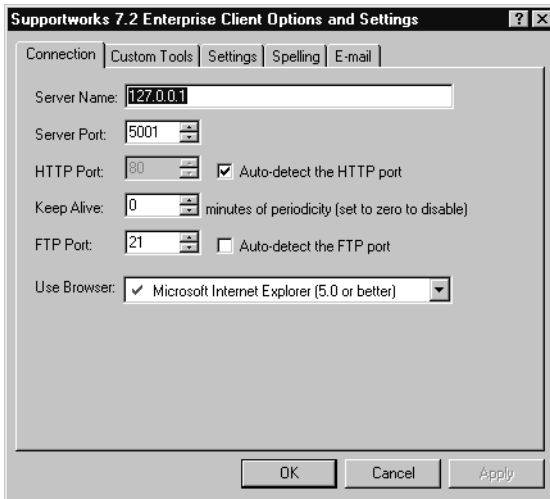 Supportworks 7.2 Enterprise Client Options and Settings
Connection Custom Tools Settings Spelling E-mail
Server Name: 127.0.0.1
Server Port: 5001
HTTP Port: 80 Auto-detect the HTTP port
Keep Alive: 0 minutes of periodicity (set to zero to disable)
FTP Port: 21 Auto-detect the FTP port
Use Browser: Microsoft Internet Explorer (5.0 or better)
OK Cancel Apply